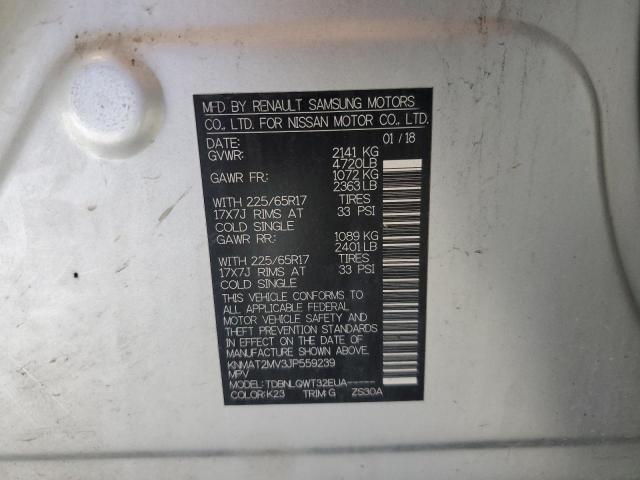 MFD BY RENAULT SAMSUNG MOTORS
CO., LTD. FOR NISSAN MOTOR CO., LTD.
DATE: 01/18
GVWR: 2141 KG
4720LB
GAWR FR: 1072 KG
2363LB
WITH 225/65R17 TIRES
17X7J RIMS AT 33 PSI
COLD SINGLE
GAWR RR: 1089 KG
2401LB
WITH 225/65R17 TIRES
17X7J RIMS AT 33 PSI
COLD SINGLE
THIS VEHICLE CONFORMS TO
ALL APPLICABLE FEDERAL
MOTOR VEHICLE SAFETY AND
THEFT PREVENTION STANDARDS
IN EFFECT ON THE DATE OF
MANUFACTURE SHOWN ABOVE.
KNMAT2MV3JP559239
MPV
MODEL: TDBNLQWT32EUA-----
COLOR: K23 TRIM: G ZS30A